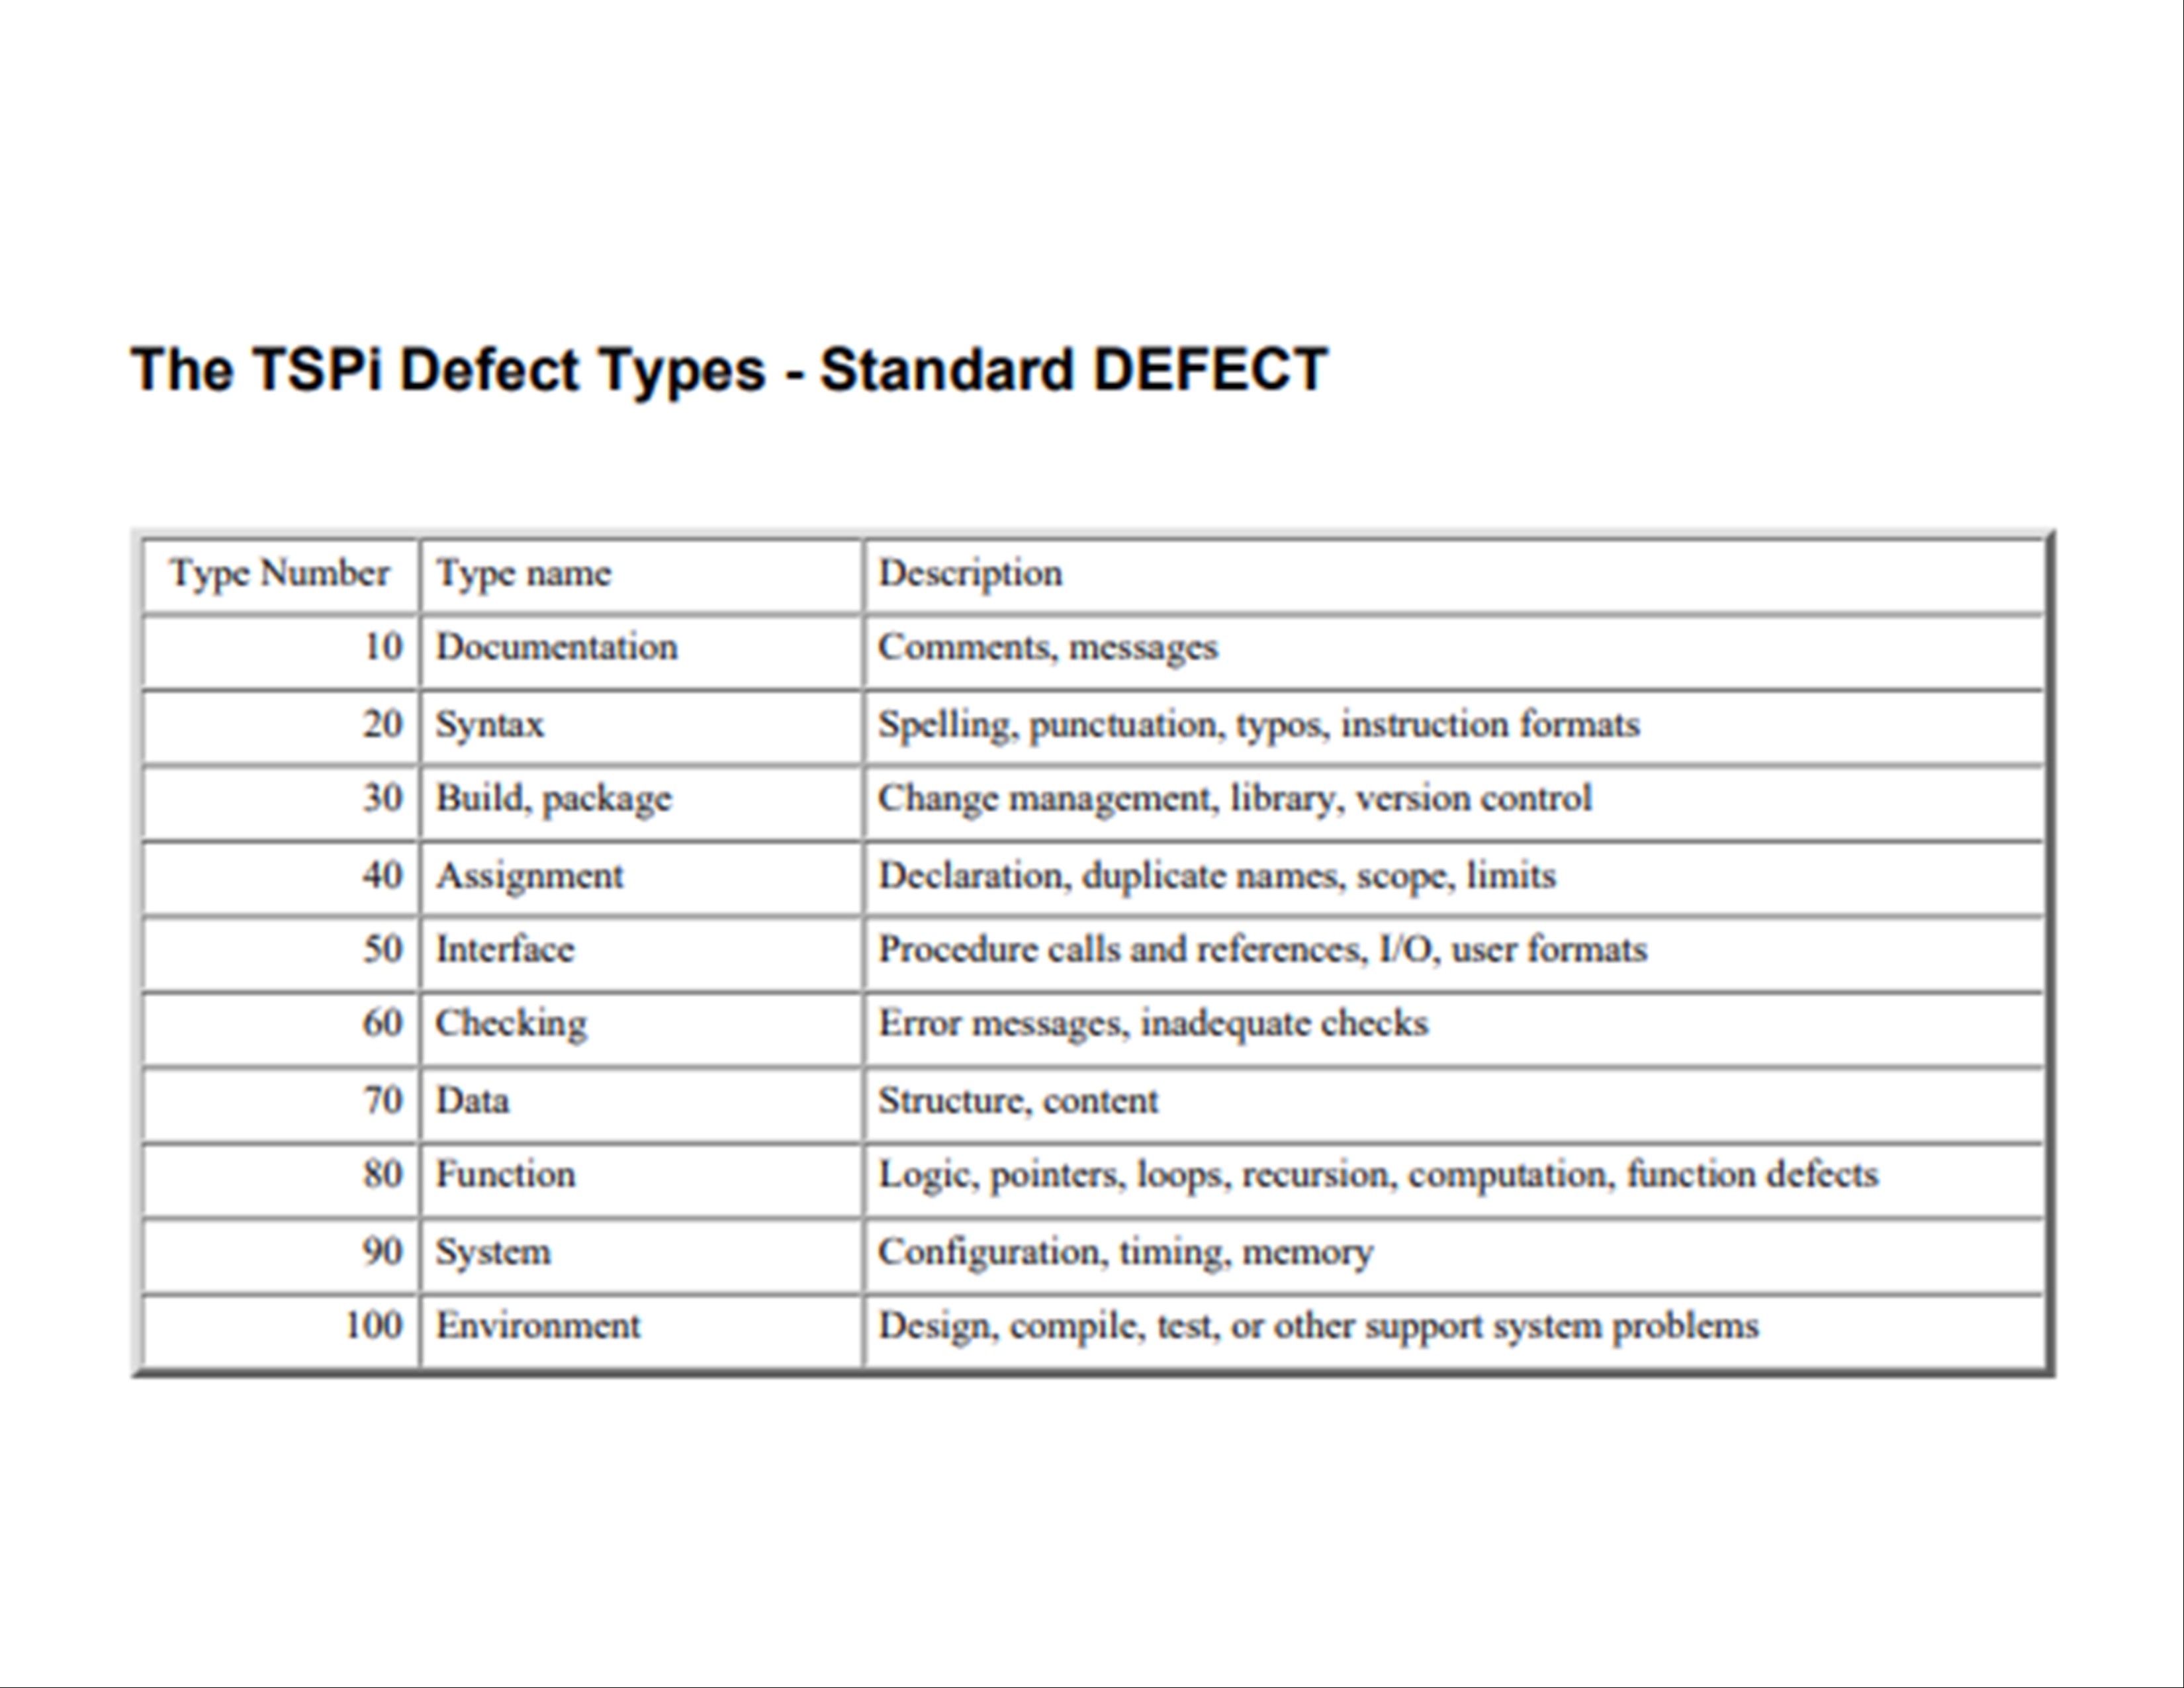 The TSPi Defect Types - Standard DEFECT
Type Number Type name Description
10 Documentation Comments, messages
20 Syntax Spelling, punctuation, typos, instruction formats
30 Build, package Change management, library, version control
40 Assignment Declaration, duplicate names, scope, limits
50 Interface Procedure calls and references, I/O, user formats
60 Checking Error messages, inadequate checks
70 Data Structure, content
80 Function Logic, pointers, loops, recursion, computation, function defects
90 System Configuration, timing, memory
100 Environment Design, compile, test, or other support system problems